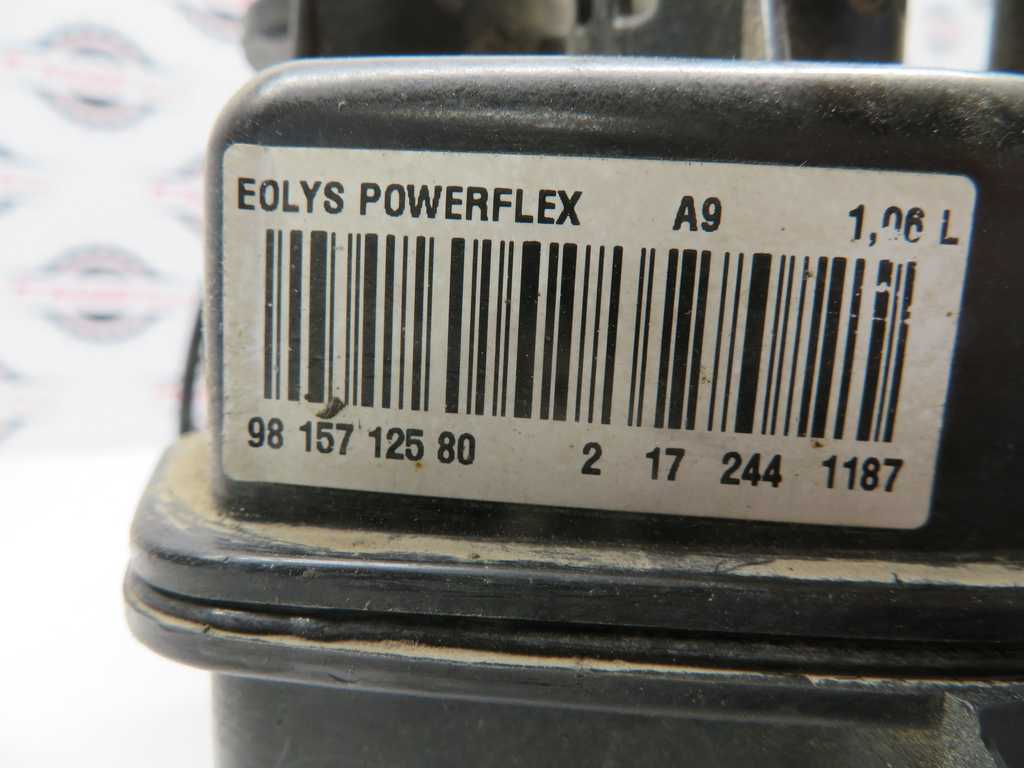 EOLYS POWERFLEX A9 1,06 L
98 157 125 80 2 17 244 1187